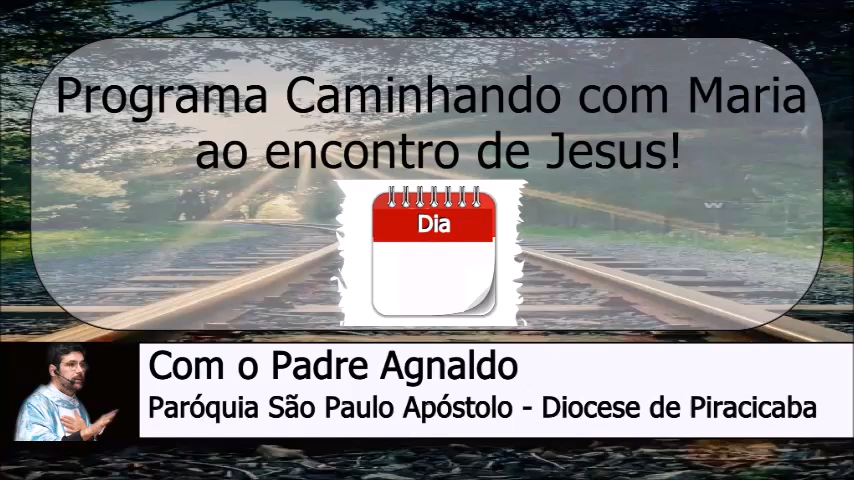 Programa Caminhando com Maria
ao encontro de Jesus!
Dia
Com o Padre Agnaldo
Paróquia São Paulo Apóstolo - Diocese de Piracicaba